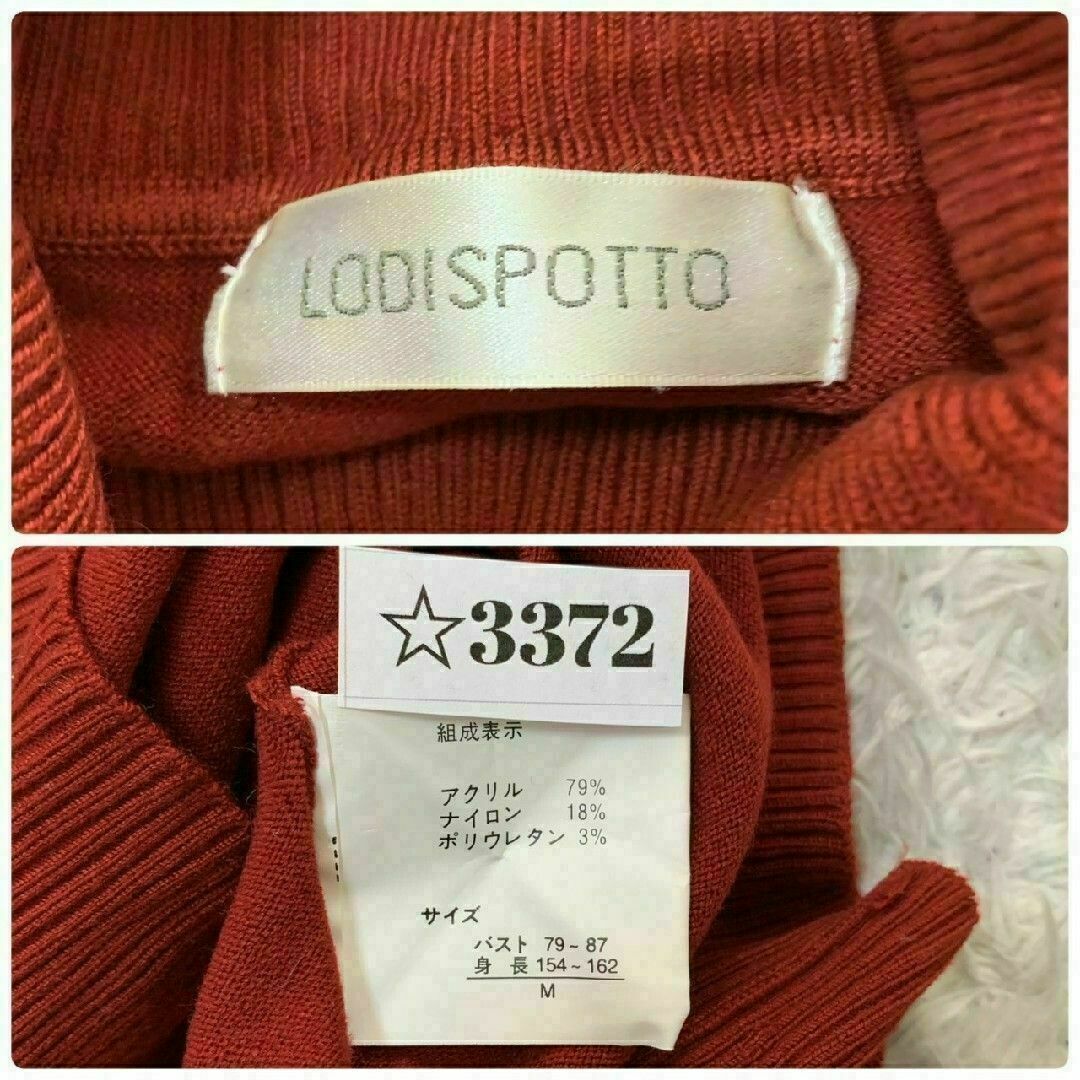 LODISPOTTO
☆3372
組成表示
アクリル 79%
ナイロン 18%
ポリウレタン 3%
サイズ
バスト 79~87
身 長 154~162
M